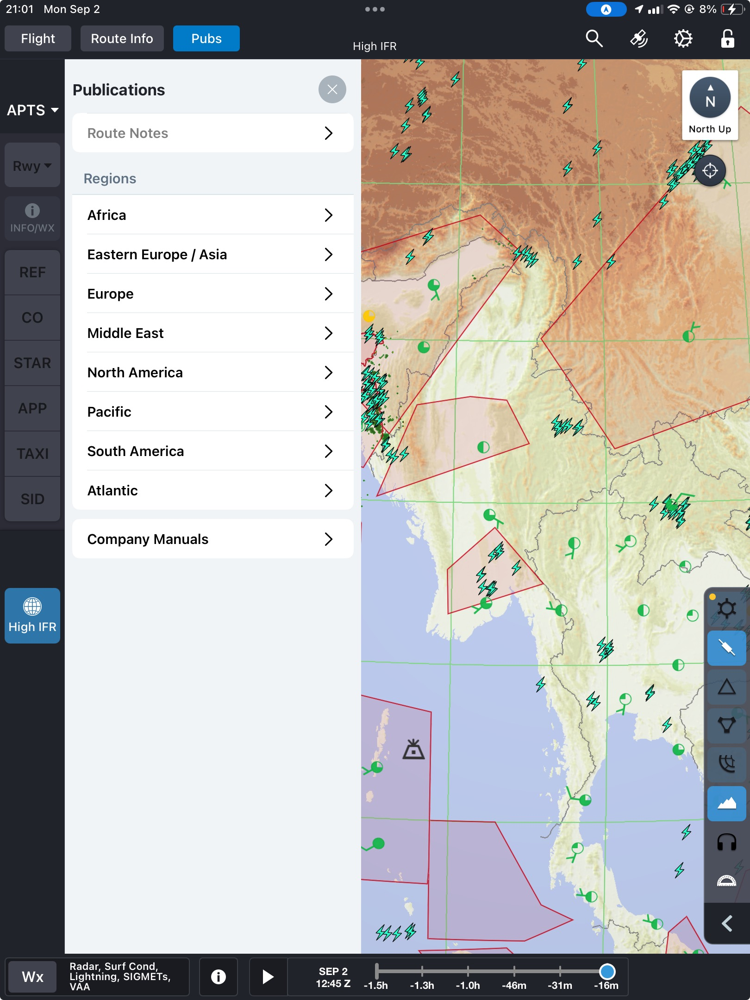 21:01 Mon Sep 2
8%
Flight
Route Info
Pubs
High IFR
APTS
Rwy
INFO/WX
REF
CO
STAR
APP
TAXI
SID
High IFR
Publications
Route Notes
Regions
Africa
Eastern Europe / Asia
Europe
Middle East
North America
Pacific
South America
Atlantic
Company Manuals
N
North Up
Wx
Radar, Surf Cond,
Lightning, SIGMETs,
VAA
SEP 2
12:45 Z
-1.5h -1.3h -1.0h -46m -31m -16m